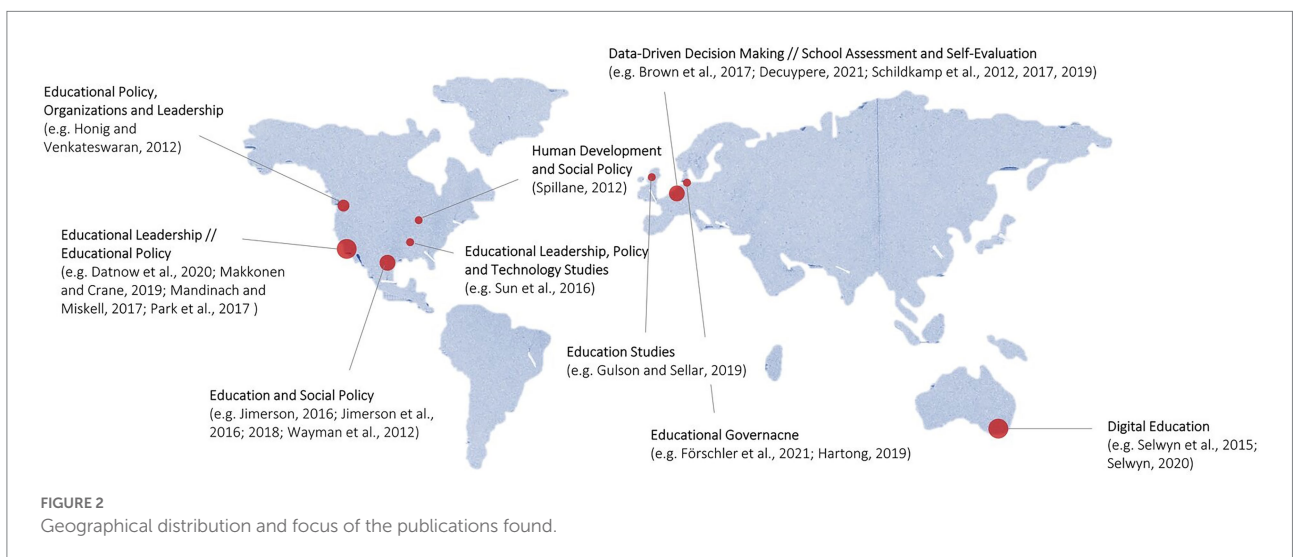 Data-Driven Decision Making // School Assessment and Self-Evaluation
(e.g. Brown et al., 2017; Decuypere, 2021; Schildkamp et al., 2012, 2017, 2019)
Educational Policy,
Organizations and Leadership
(e.g. Honig and
Venkateswaran, 2012)
Human Development
and Social Policy
(Spillane, 2012)
Educational Leadership //
Educational Policy
(e.g. Datnow et al., 2020; Makkonen
and Crane, 2019; Mandinach and
Miskell, 2017; Park et al., 2017 )
Educational Leadership, Policy
and Technology Studies
(e.g. Sun et al., 2016)
Education Studies
(e.g. Gulson and Sellar, 2019)
Education and Social Policy
(e.g. Jimerson, 2016; Jimerson et al.,
2016; 2018; Wayman et al., 2012)
Educational Governacne
(e.g. Förschler et al., 2021; Hartong, 2019)
Digital Education
(e.g. Selwyn et al., 2015;
Selwyn, 2020)
FIGURE 2
Geographical distribution and focus of the publications found.